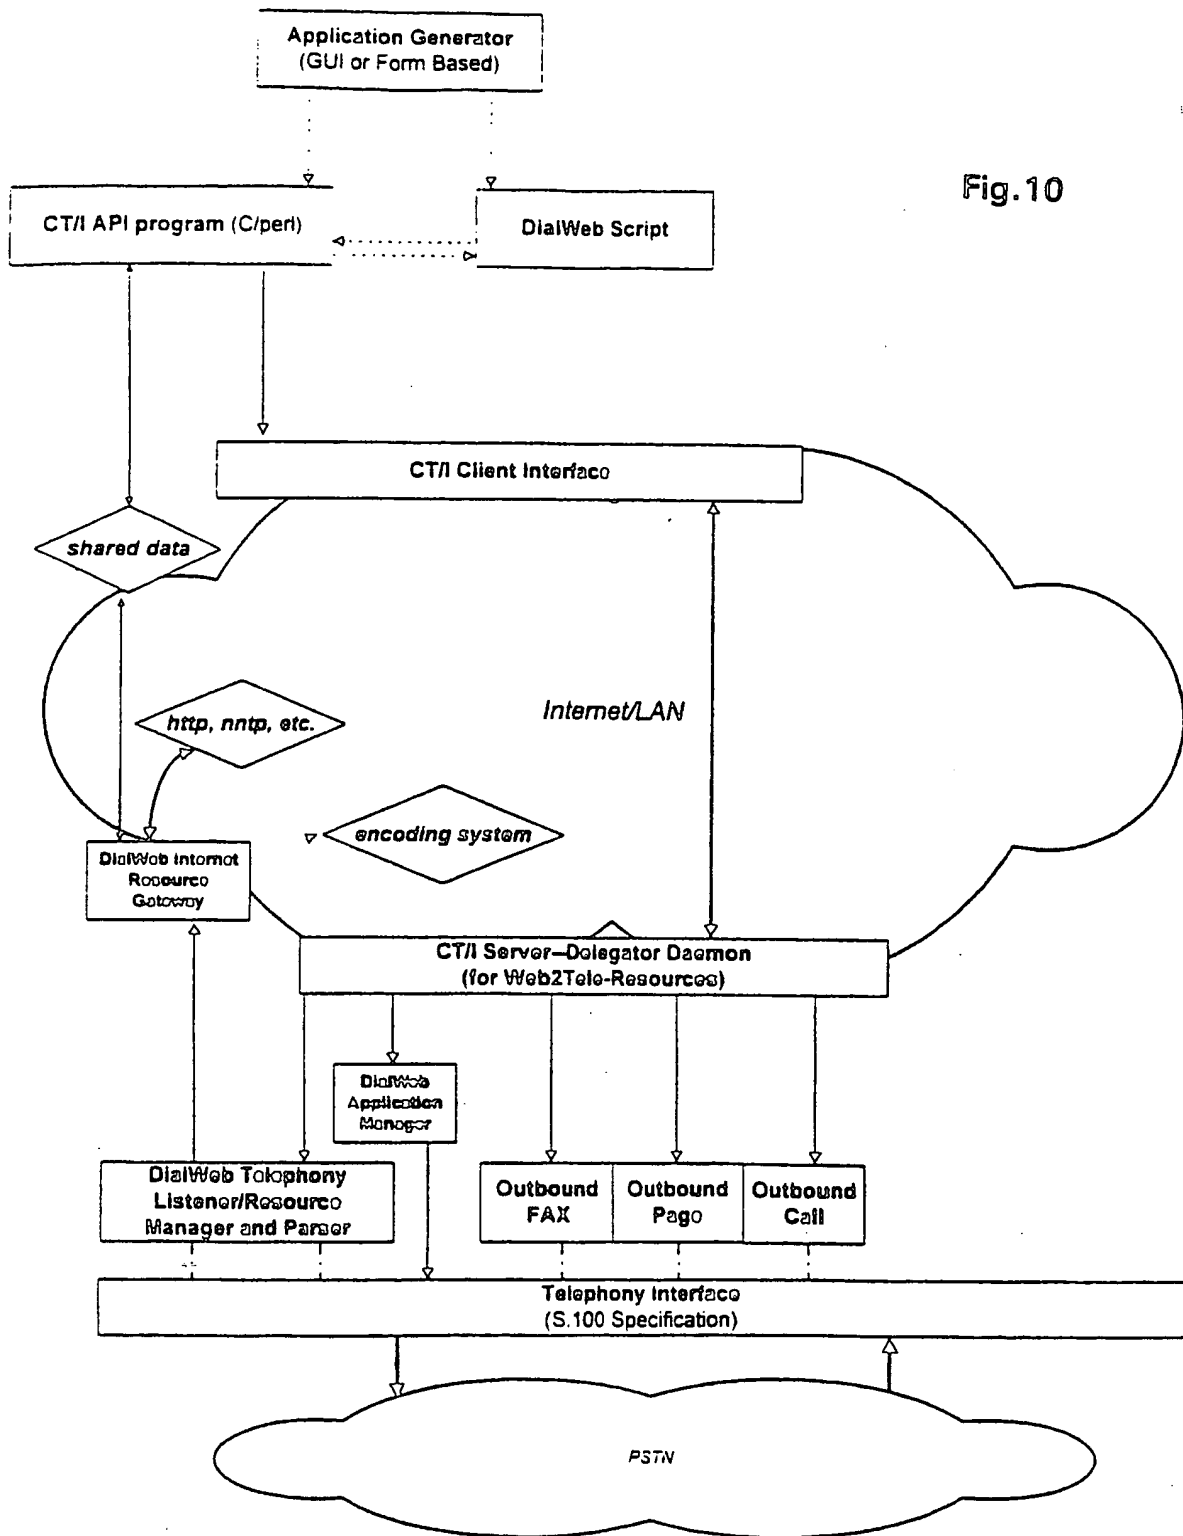 Application Generator
(GUI or Form Based)
Fig.10
CT/I API program (C/perl)
DialWeb Script
CT/I Client Interface
shared data
http, nntp, etc.
Internet/LAN
encoding system
DialWeb Internet
Resource
Gateway
CT/I Server–Delegator Daemon
(for Web2Tele-Resources)
DialWeb
Application
Manager
DialWeb Telephony
Listener/Resource
Manager and Parser
Outbound
FAX
Outbound
Page
Outbound
Call
Telephony Interface
(S.100 Specification)
PSTN